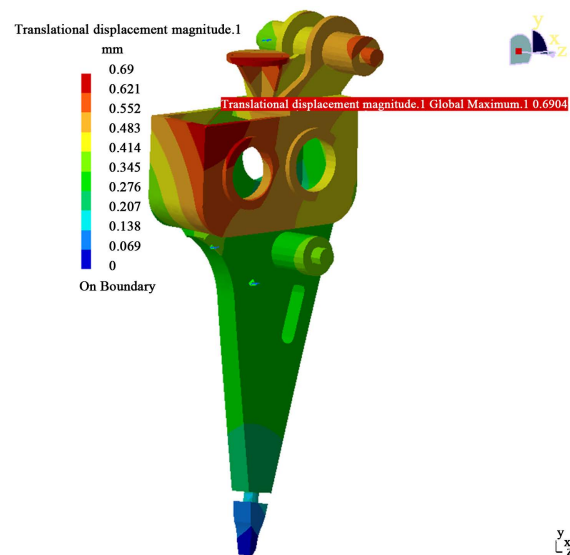 Translational displacement magnitude.1
mm
0.69
0.621
0.552
0.483
0.414
0.345
0.276
0.207
0.138
0.069
0
On Boundary
Translational displacement magnitude.1 Global Maximum.1 0.6904
y
x
z
y
x
z